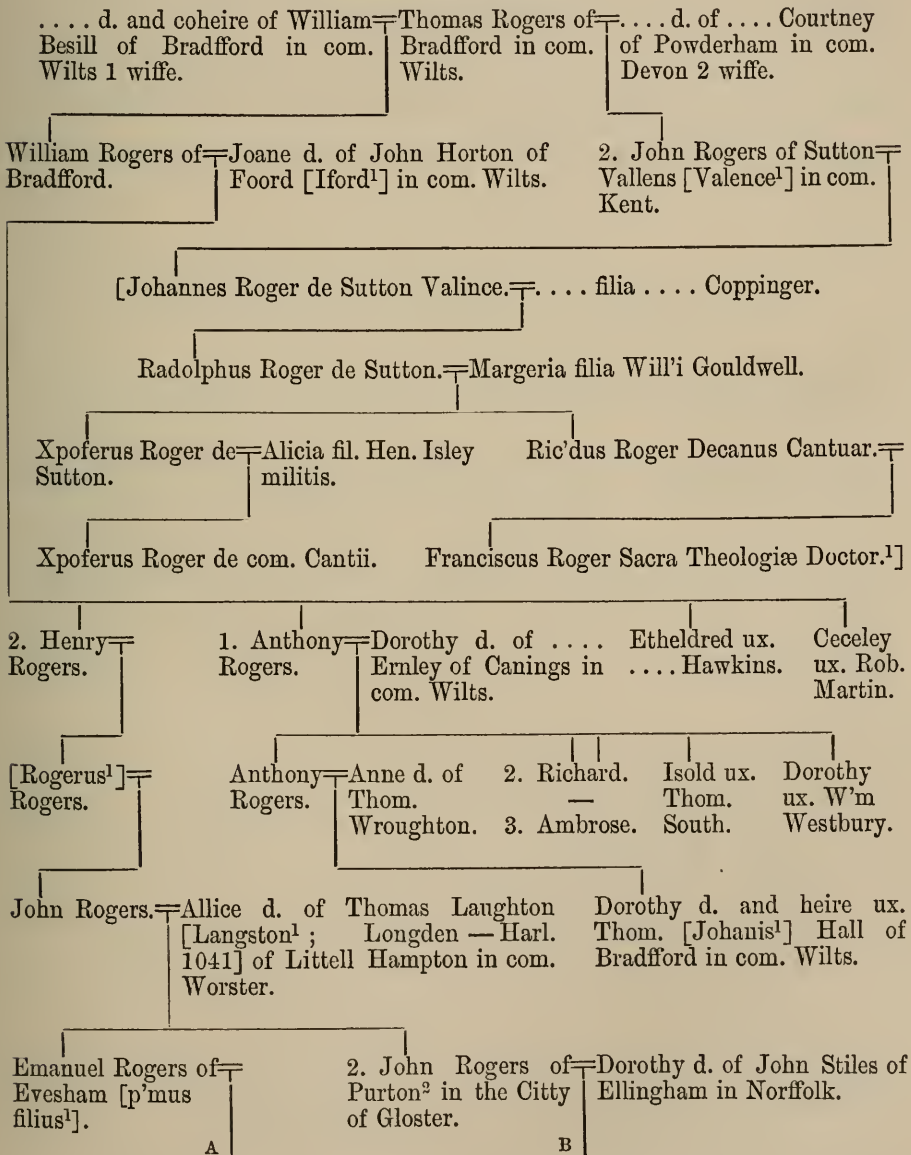 . . . . d. and coheire of William Besill of Bradfford in com. Wilts 1 wiffe.
Thomas Rogers of Bradfford in com. Wilts.
. . . . d. of . . . . Courtney of Powderham in com. Devon 2 wiffe.
William Rogers of Bradfford.
Joane d. of John Horton of Foord [Iford¹] in com. Wilts.
2. John Rogers of Sutton Vallens [Valence¹] in com. Kent.
[Johannes Roger de Sutton Valince. . . . . filia . . . . Coppinger.
Radolphus Roger de Sutton. Margeria filia Will'i Gouldwell.
Xpoferus Roger de Sutton.
Alicia fil. Hen. Isley militis.
Ric'dus Roger Decanus Cantuar.
Xpoferus Roger de com. Cantii.
Franciscus Roger Sacra Theologiæ Doctor.¹]
2. Henry Rogers.
1. Anthony Rogers.
Dorothy d. of . . . . Ernley of Canings in com. Wilts.
Etheldred ux. . . . . Hawkins.
Ceceley ux. Rob. Martin.
[Rogerus¹] Rogers.
Anthony Rogers.
Anne d. of Thom. Wroughton.
2. Richard.
—
3. Ambrose.
Isold ux. Thom. South.
Dorothy ux. W'm Westbury.
John Rogers.
Allice d. of Thomas Laughton [Langston¹ ; Longden — Harl. 1041] of Littell Hampton in com. Worster.
Dorothy d. and heire ux. Thom. [Johanis¹] Hall of Bradfford in com. Wilts.
Emanuel Rogers of Evesham [p'mus filius¹].
2. John Rogers of Purton² in the Citty of Gloster.
Dorothy d. of John Stiles of Ellingham in Norffolk.
A
B